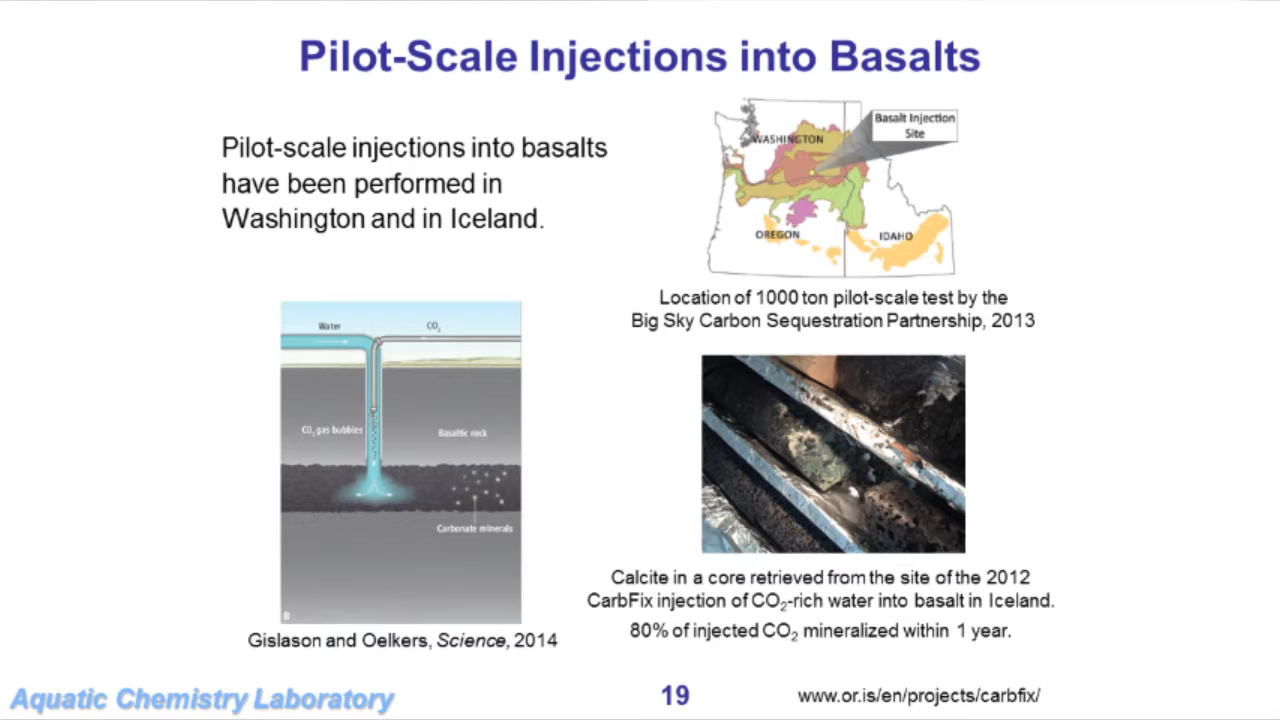 Pilot-Scale Injections into Basalts
Pilot-scale injections into basalts
have been performed in
Washington and in Iceland.
Basalt Injection
Site
WASHINGTON
OREGON
IDAHO
Location of 1000 ton pilot-scale test by the
Big Sky Carbon Sequestration Partnership, 2013
Water
CO₂
CO₂ gas bubbles
Basaltic rock
Carbonate minerals
B
Gislason and Oelkers, Science, 2014
Calcite in a core retrieved from the site of the 2012
CarbFix injection of CO₂-rich water into basalt in Iceland.
80% of injected CO₂ mineralized within 1 year.
Aquatic Chemistry Laboratory
19
www.or.is/en/projects/carbfix/